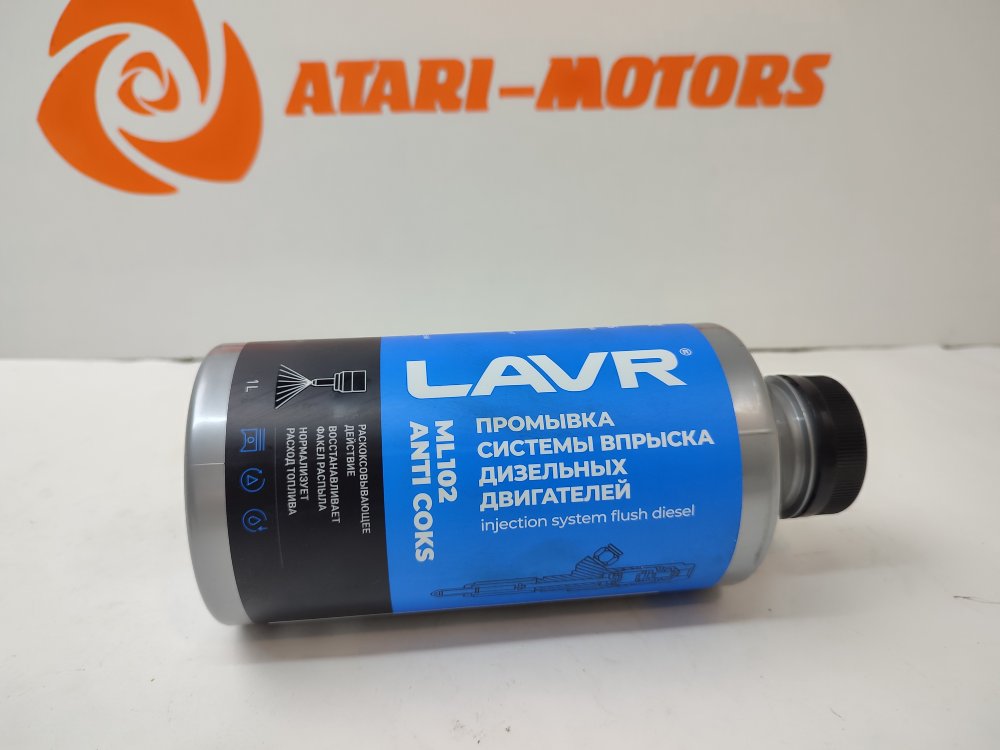 ATARI-MOTORS
LAVR®
ПРОМЫВКА
СИСТЕМЫ ВПРЫСКА
ДИЗЕЛЬНЫХ
ДВИГАТЕЛЕЙ
injection system flush diesel
ML102
ANTI COKS
1 L
РАСКОКСОВЫВАЮЩЕЕ
ДЕЙСТВИЕ
ВОССТАНАВЛИВАЕТ
ФАКЕЛ РАСПЫЛА
НОРМАЛИЗУЕТ
РАСХОД ТОПЛИВА